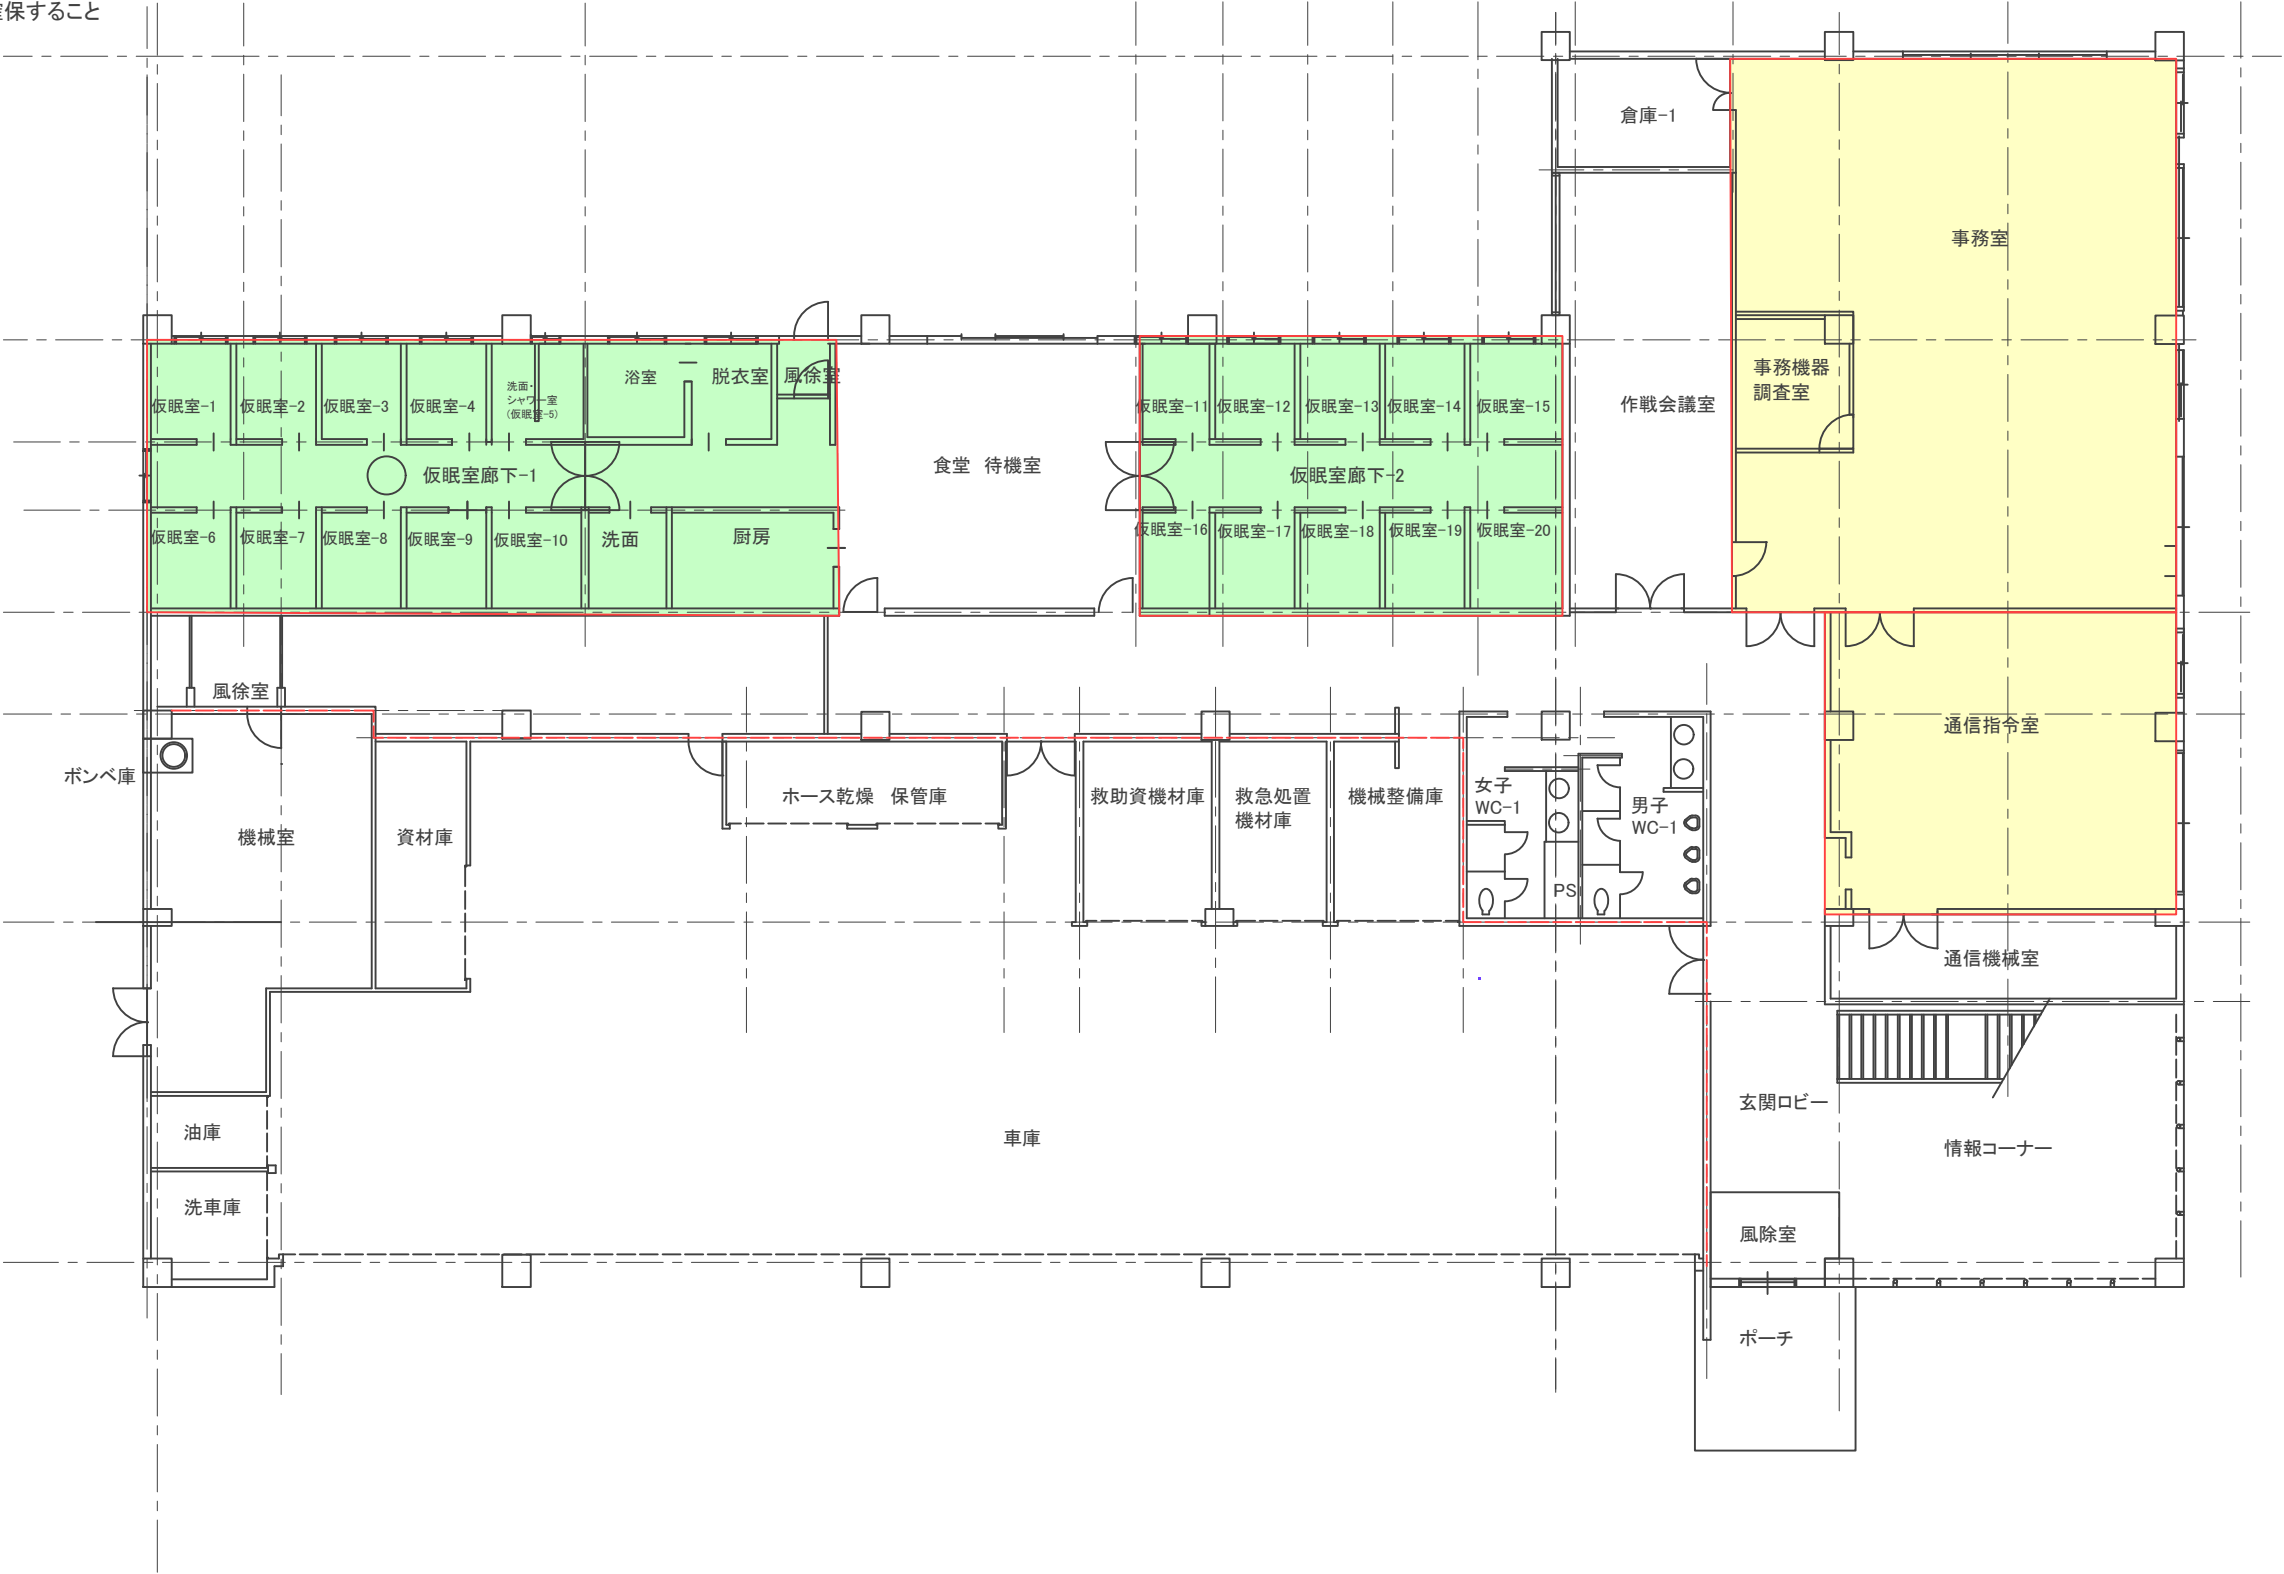 保すること
倉庫-1
事務室
事務機器
調査室
浴室
脱衣室
風徐室
洗面・
シャワー室
(仮眠室-5)
仮眠室-1
仮眠室-2
仮眠室-3
仮眠室-4
仮眠室-11
仮眠室-12
仮眠室-13
仮眠室-14
仮眠室-15
作戦会議室
仮眠室廊下-1
食堂 待機室
仮眠室廊下-2
仮眠室-6
仮眠室-7
仮眠室-8
仮眠室-9
仮眠室-10
洗面
厨房
仮眠室-16
仮眠室-17
仮眠室-18
仮眠室-19
仮眠室-20
風徐室
通信指令室
ボンベ庫
機械室
資材庫
ホース乾燥 保管庫
救助資機材庫
救急処置
機材庫
機械整備庫
女子
WC-1
男子
WC-1
PS
通信機械室
玄関ロビー
情報コーナー
油庫
車庫
洗車庫
風除室
ポーチ